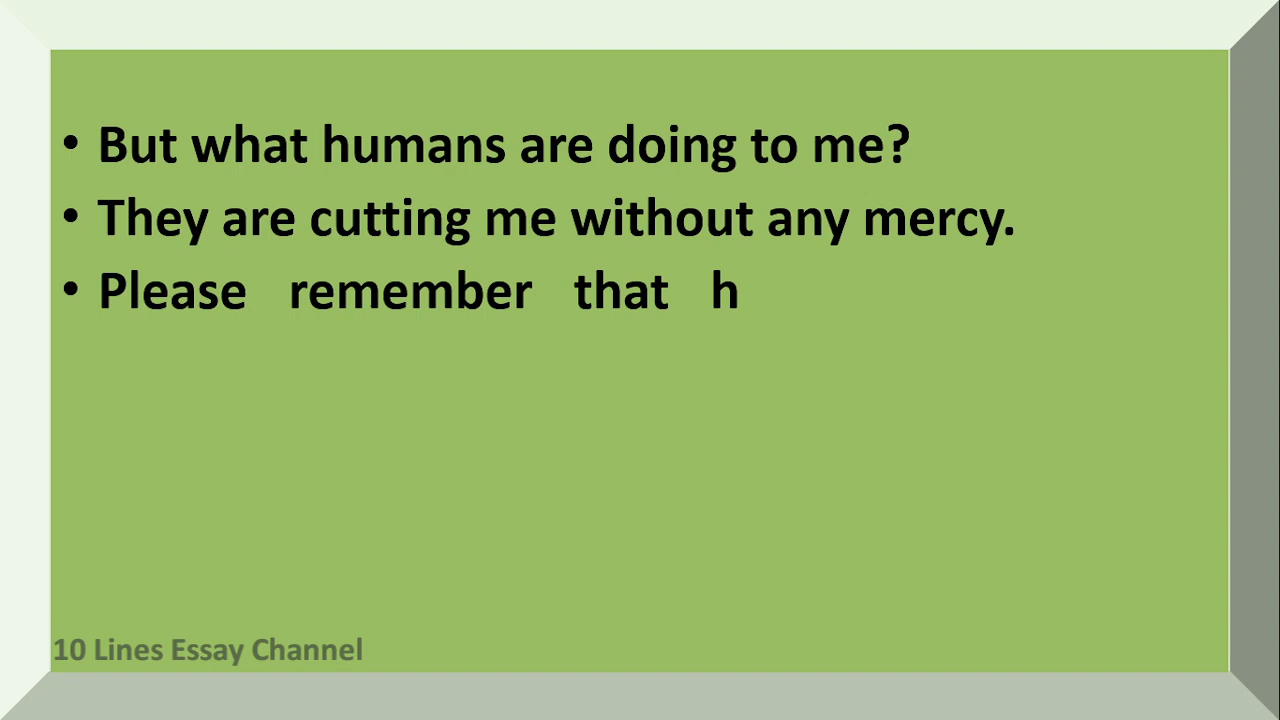 • But what humans are doing to me?
• They are cutting me without any mercy.
• Please remember that h
10 Lines Essay Channel